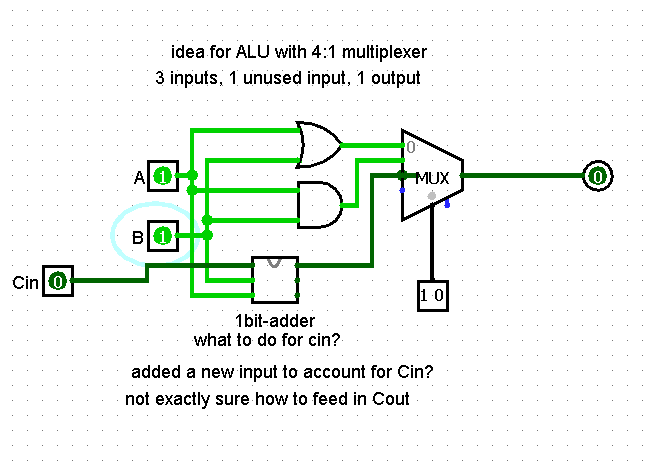 idea for ALU with 4:1 multiplexer
3 inputs, 1 unused input, 1 output
0
A 1
MUX
0
B 1
Cin 0
1 0
1bit-adder
what to do for cin?
added a new input to account for Cin?
not exactly sure how to feed in Cout